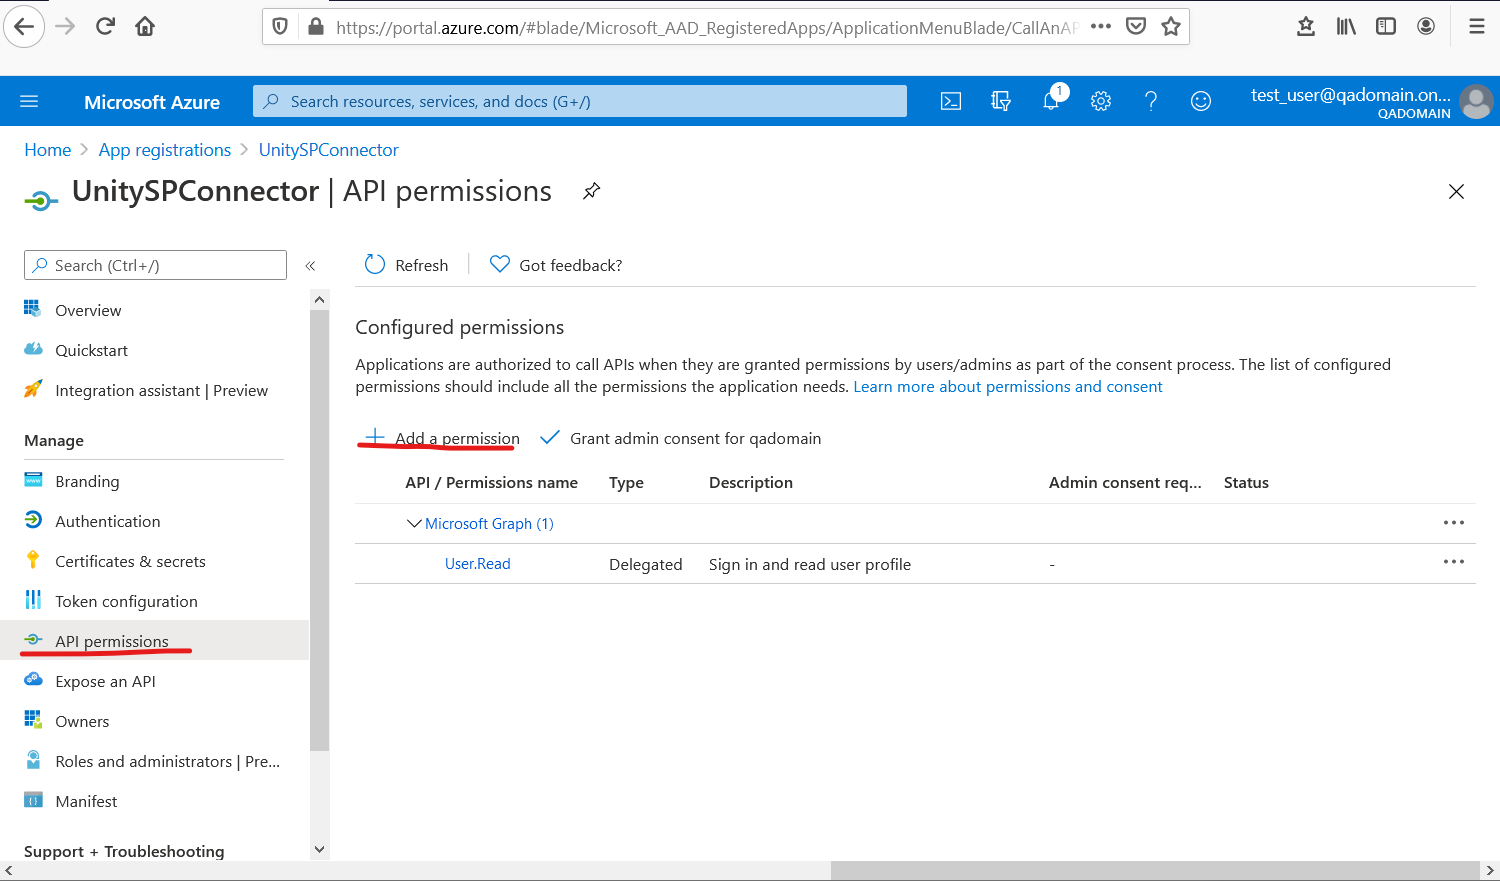 https://portal.azure.com/#blade/Microsoft_AAD_RegisteredApps/ApplicationMenuBlade/CallAnAP
Microsoft Azure
Search resources, services, and docs (G+/)
1
test_user@qadomain.on...
QADOMAIN
Home > App registrations > UnitySPConnector
UnitySPConnector | API permissions
Search (Ctrl+/)
«
Refresh
Got feedback?
Overview
Quickstart
Integration assistant | Preview
Manage
Branding
Authentication
Certificates & secrets
Token configuration
API permissions
Expose an API
Owners
Roles and administrators | Pre...
Manifest
Support + Troubleshooting
Configured permissions
Applications are authorized to call APIs when they are granted permissions by users/admins as part of the consent process. The list of configured
permissions should include all the permissions the application needs. Learn more about permissions and consent
Add a permission
Grant admin consent for qadomain
API / Permissions name Type Description Admin consent req... Status
Microsoft Graph (1)
User.Read Delegated Sign in and read user profile -